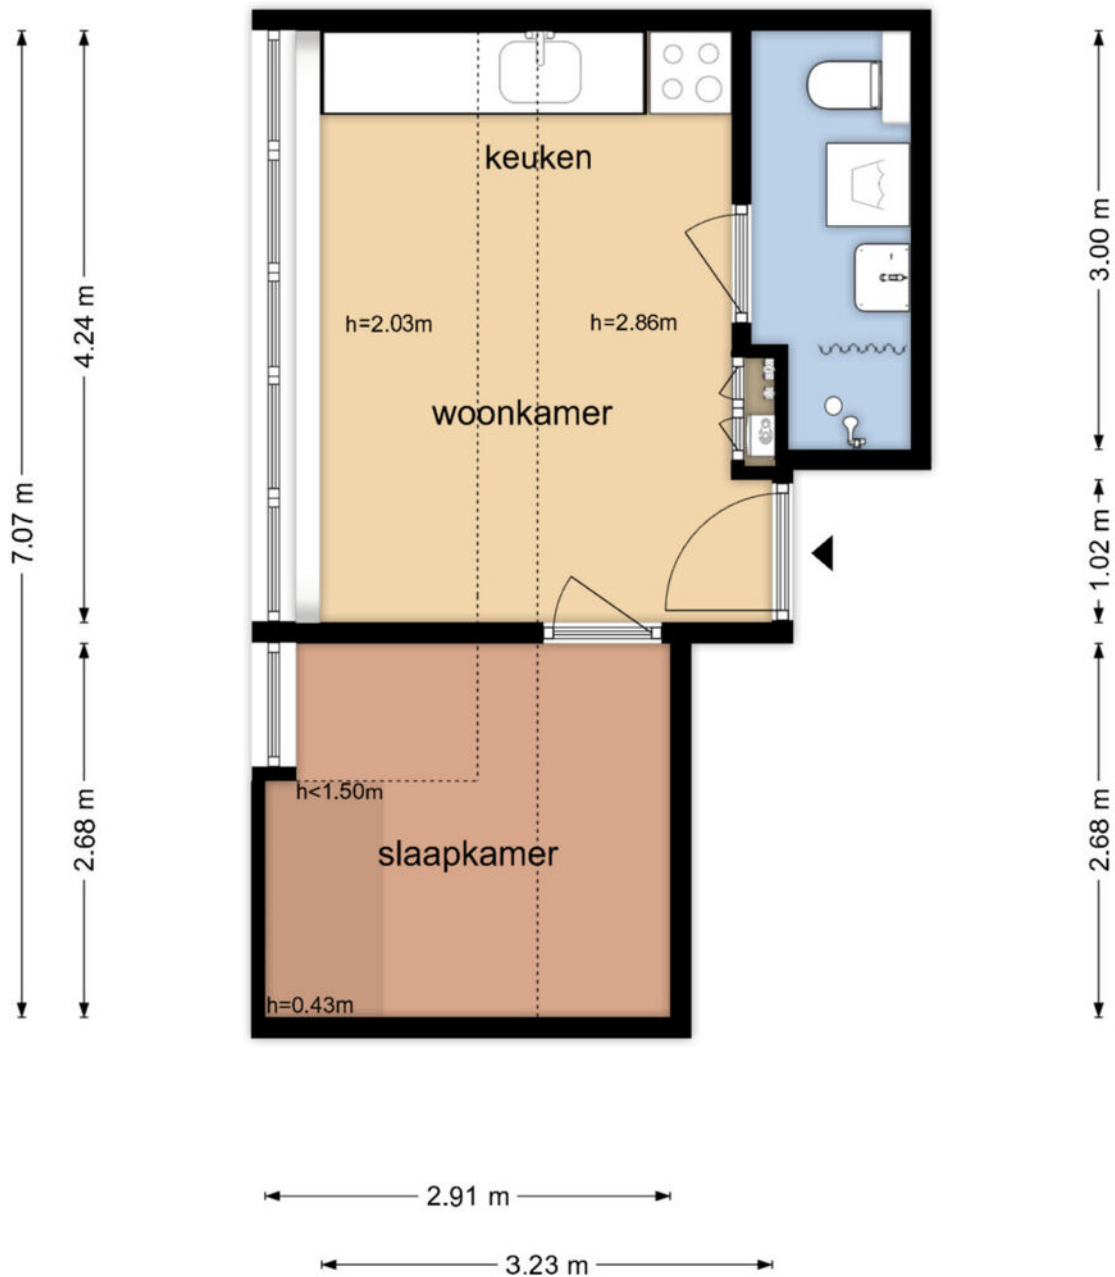 keuken
3.00 m
4.24 m
h=2.03m
h=2.86m
woonkamer
7.07 m
1.02 m
h<1.50m
2.68 m
slaapkamer
2.68 m
h=0.43m
2.91 m
3.23 m